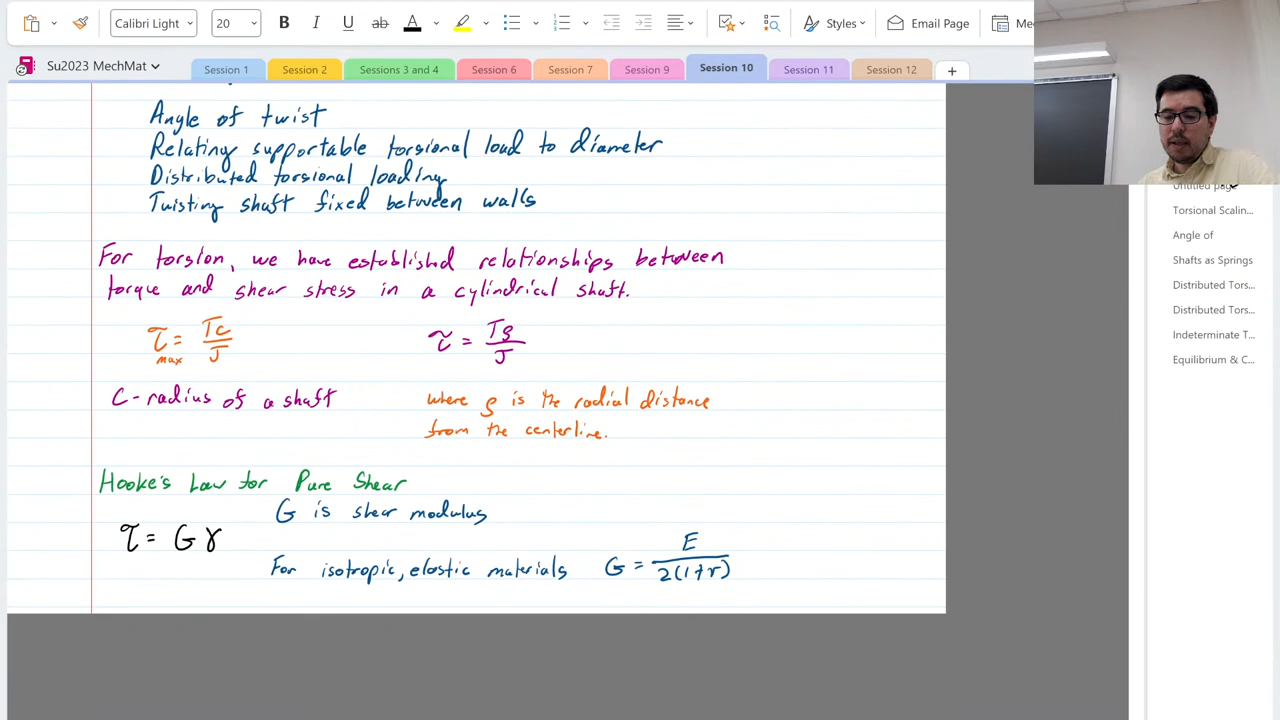 Calibri Light
20
B I U ab A
Styles
Email Page
Su2023 MechMat
Session 1
Session 2
Sessions 3 and 4
Session 6
Session 7
Session 9
Session 10
Session 11
Session 12
Angle of twist
Relating supportable torsional load to diameter
Distributed torsional loading
Twisting shaft fixed between walls
For torsion, we have established relationships between
torque and shear stress in a cylindrical shaft.
τ_max = Tc/J
τ = Tρ/J
C-radius of a shaft
where ρ is the radial distance
from the centerline.
Hooke's Law for Pure Shear
G is shear modulus
τ = Gγ
For isotropic, elastic materials G = E/2(1+ν)
Untitled page
Torsional Scalin...
Angle of
Shafts as Springs
Distributed Tors...
Distributed Tors...
Indeterminate T...
Equilibrium & C...